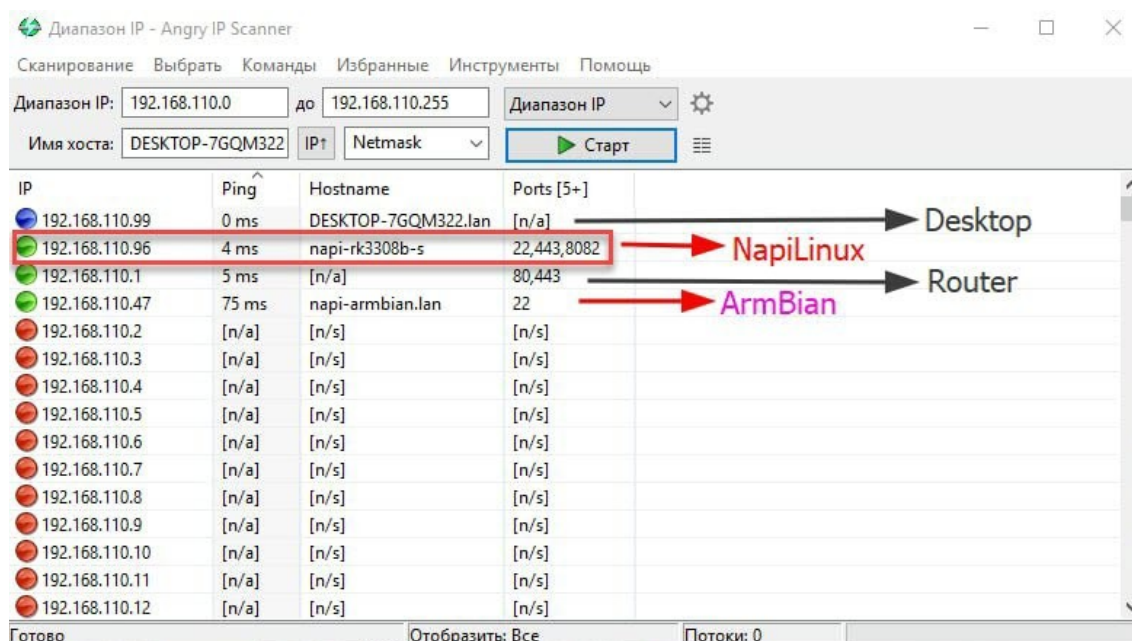 Диапазон IP - Angry IP Scanner
Сканирование Выбрать Команды Избранные Инструменты Помощь
Диапазон IP: 192.168.110.0 до 192.168.110.255 Диапазон IP
Имя хоста: DESKTOP-7GQM322 IP↑ Netmask Старт
IP Ping Hostname Ports [5+]
192.168.110.99 0 ms DESKTOP-7GQM322.lan [n/a] Desktop
192.168.110.96 4 ms napi-rk3308b-s 22,443,8082 NapiLinux
192.168.110.1 5 ms [n/a] 80,443 Router
192.168.110.47 75 ms napi-armbian.lan 22 ArmBian
192.168.110.2 [n/a] [n/s] [n/s]
192.168.110.3 [n/a] [n/s] [n/s]
192.168.110.4 [n/a] [n/s] [n/s]
192.168.110.5 [n/a] [n/s] [n/s]
192.168.110.6 [n/a] [n/s] [n/s]
192.168.110.7 [n/a] [n/s] [n/s]
192.168.110.8 [n/a] [n/s] [n/s]
192.168.110.9 [n/a] [n/s] [n/s]
192.168.110.10 [n/a] [n/s] [n/s]
192.168.110.11 [n/a] [n/s] [n/s]
192.168.110.12 [n/a] [n/s] [n/s]
Готово Отобразить: Все Потоки: 0